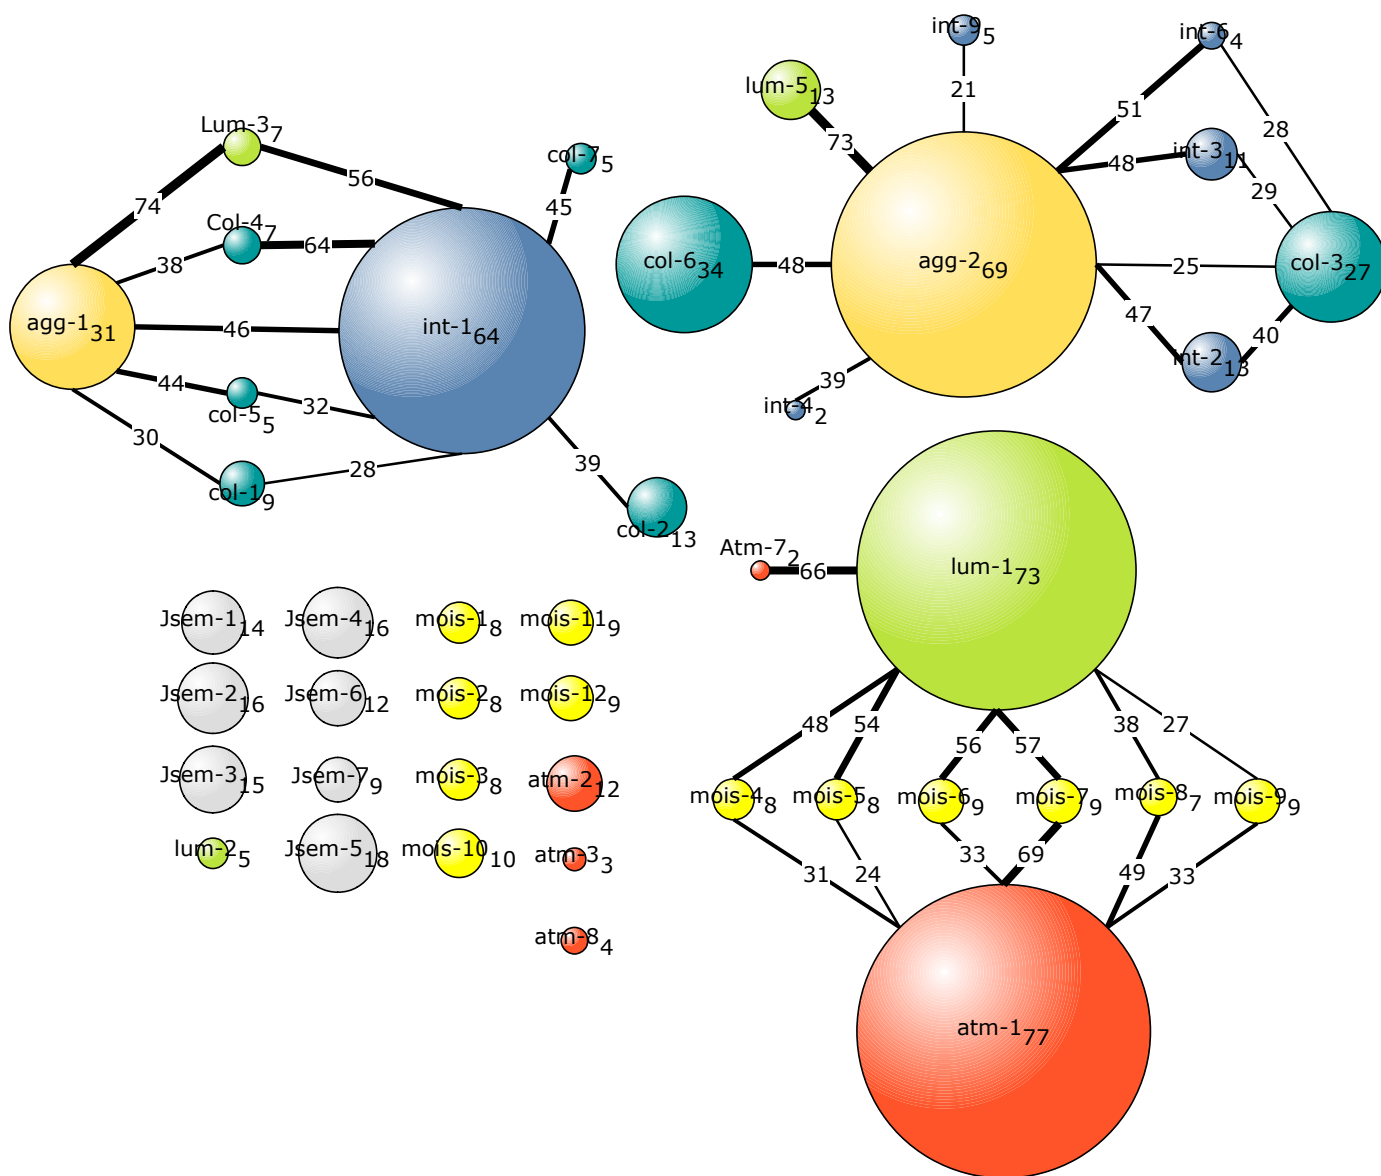 int-9 5
int-6 4
lum-5 13
21
51
28
Lum-3 7
73
col-7 5
48
int-3 11
56
29
74
45
Col-4 7
64
38
col-6 34
48
agg-2 69
25
col-3 27
agg-1 31
46
int-1 64
47
40
int-2 13
44
39
32
col-5 5
int-4 2
30
39
28
col-1 9
col-2 13
Atm-7 2
66
lum-1 73
Jsem-1 14
Jsem-4 16
mois-1 8
mois-11 9
Jsem-2 16
Jsem-6 12
mois-2 8
mois-12 9
48
54
56
57
38
27
Jsem-3 15
Jsem-7 9
mois-3 8
atm-2 12
mois-4 8
mois-5 8
mois-6 9
mois-7 9
mois-8 7
mois-9 9
lum-2 5
Jsem-5 18
mois-10 10
atm-3 3
31
24
33
69
49
33
atm-8 4
atm-1 77